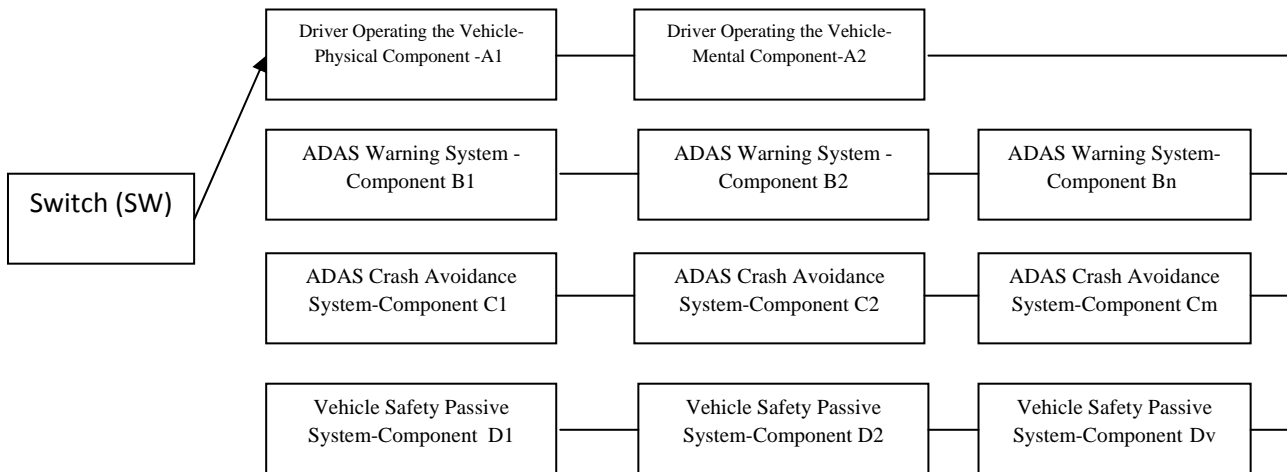 Driver Operating the Vehicle-
Physical Component -A1
Driver Operating the Vehicle-
Mental Component-A2
ADAS Warning System -
Component B1
ADAS Warning System -
Component B2
ADAS Warning System-
Component Bn
Switch (SW)
ADAS Crash Avoidance
System-Component C1
ADAS Crash Avoidance
System-Component C2
ADAS Crash Avoidance
System-Component Cm
Vehicle Safety Passive
System-Component D1
Vehicle Safety Passive
System-Component D2
Vehicle Safety Passive
System-Component Dv